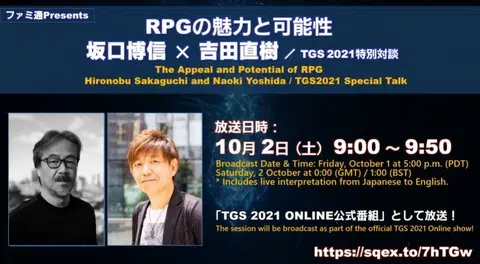 ファミ通Presents
RPGの魅力と可能性
坂口博信 × 吉田直樹 / TGS 2021特別対談
The Appeal and Potential of RPG
Hironobu Sakaguchi and Naoki Yoshida / TGS2021 Special Talk
放送日時：
10月 2日（土） 9:00 ～ 9:50
Broadcast Date & Time: Friday, October 1 at 5:00 p.m. (PDT)
Saturday, 2 October at 0:00 (GMT) / 1:00 (BST)
* Includes live interpretation from Japanese to English.
「TGS 2021 ONLINE公式番組」として放送！
The session will be broadcast as part of the official TGS 2021 Online show!
https://sqex.to/7hTGw